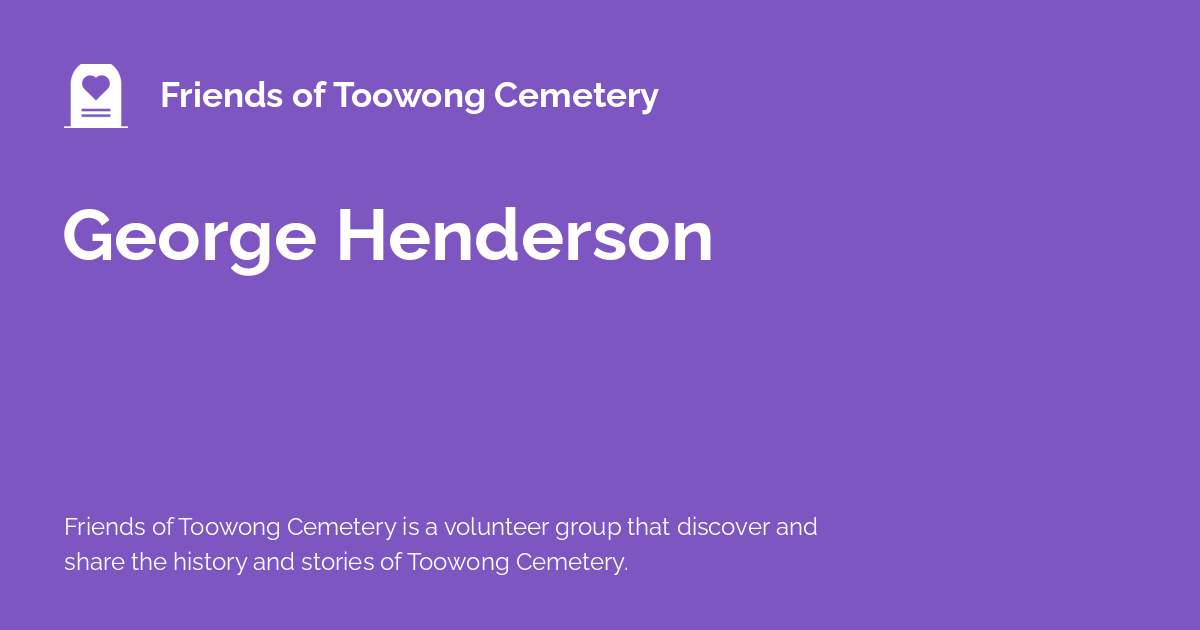 Friends of Toowong Cemetery
George Henderson
Friends of Toowong Cemetery is a volunteer group that discover and
share the history and stories of Toowong Cemetery.